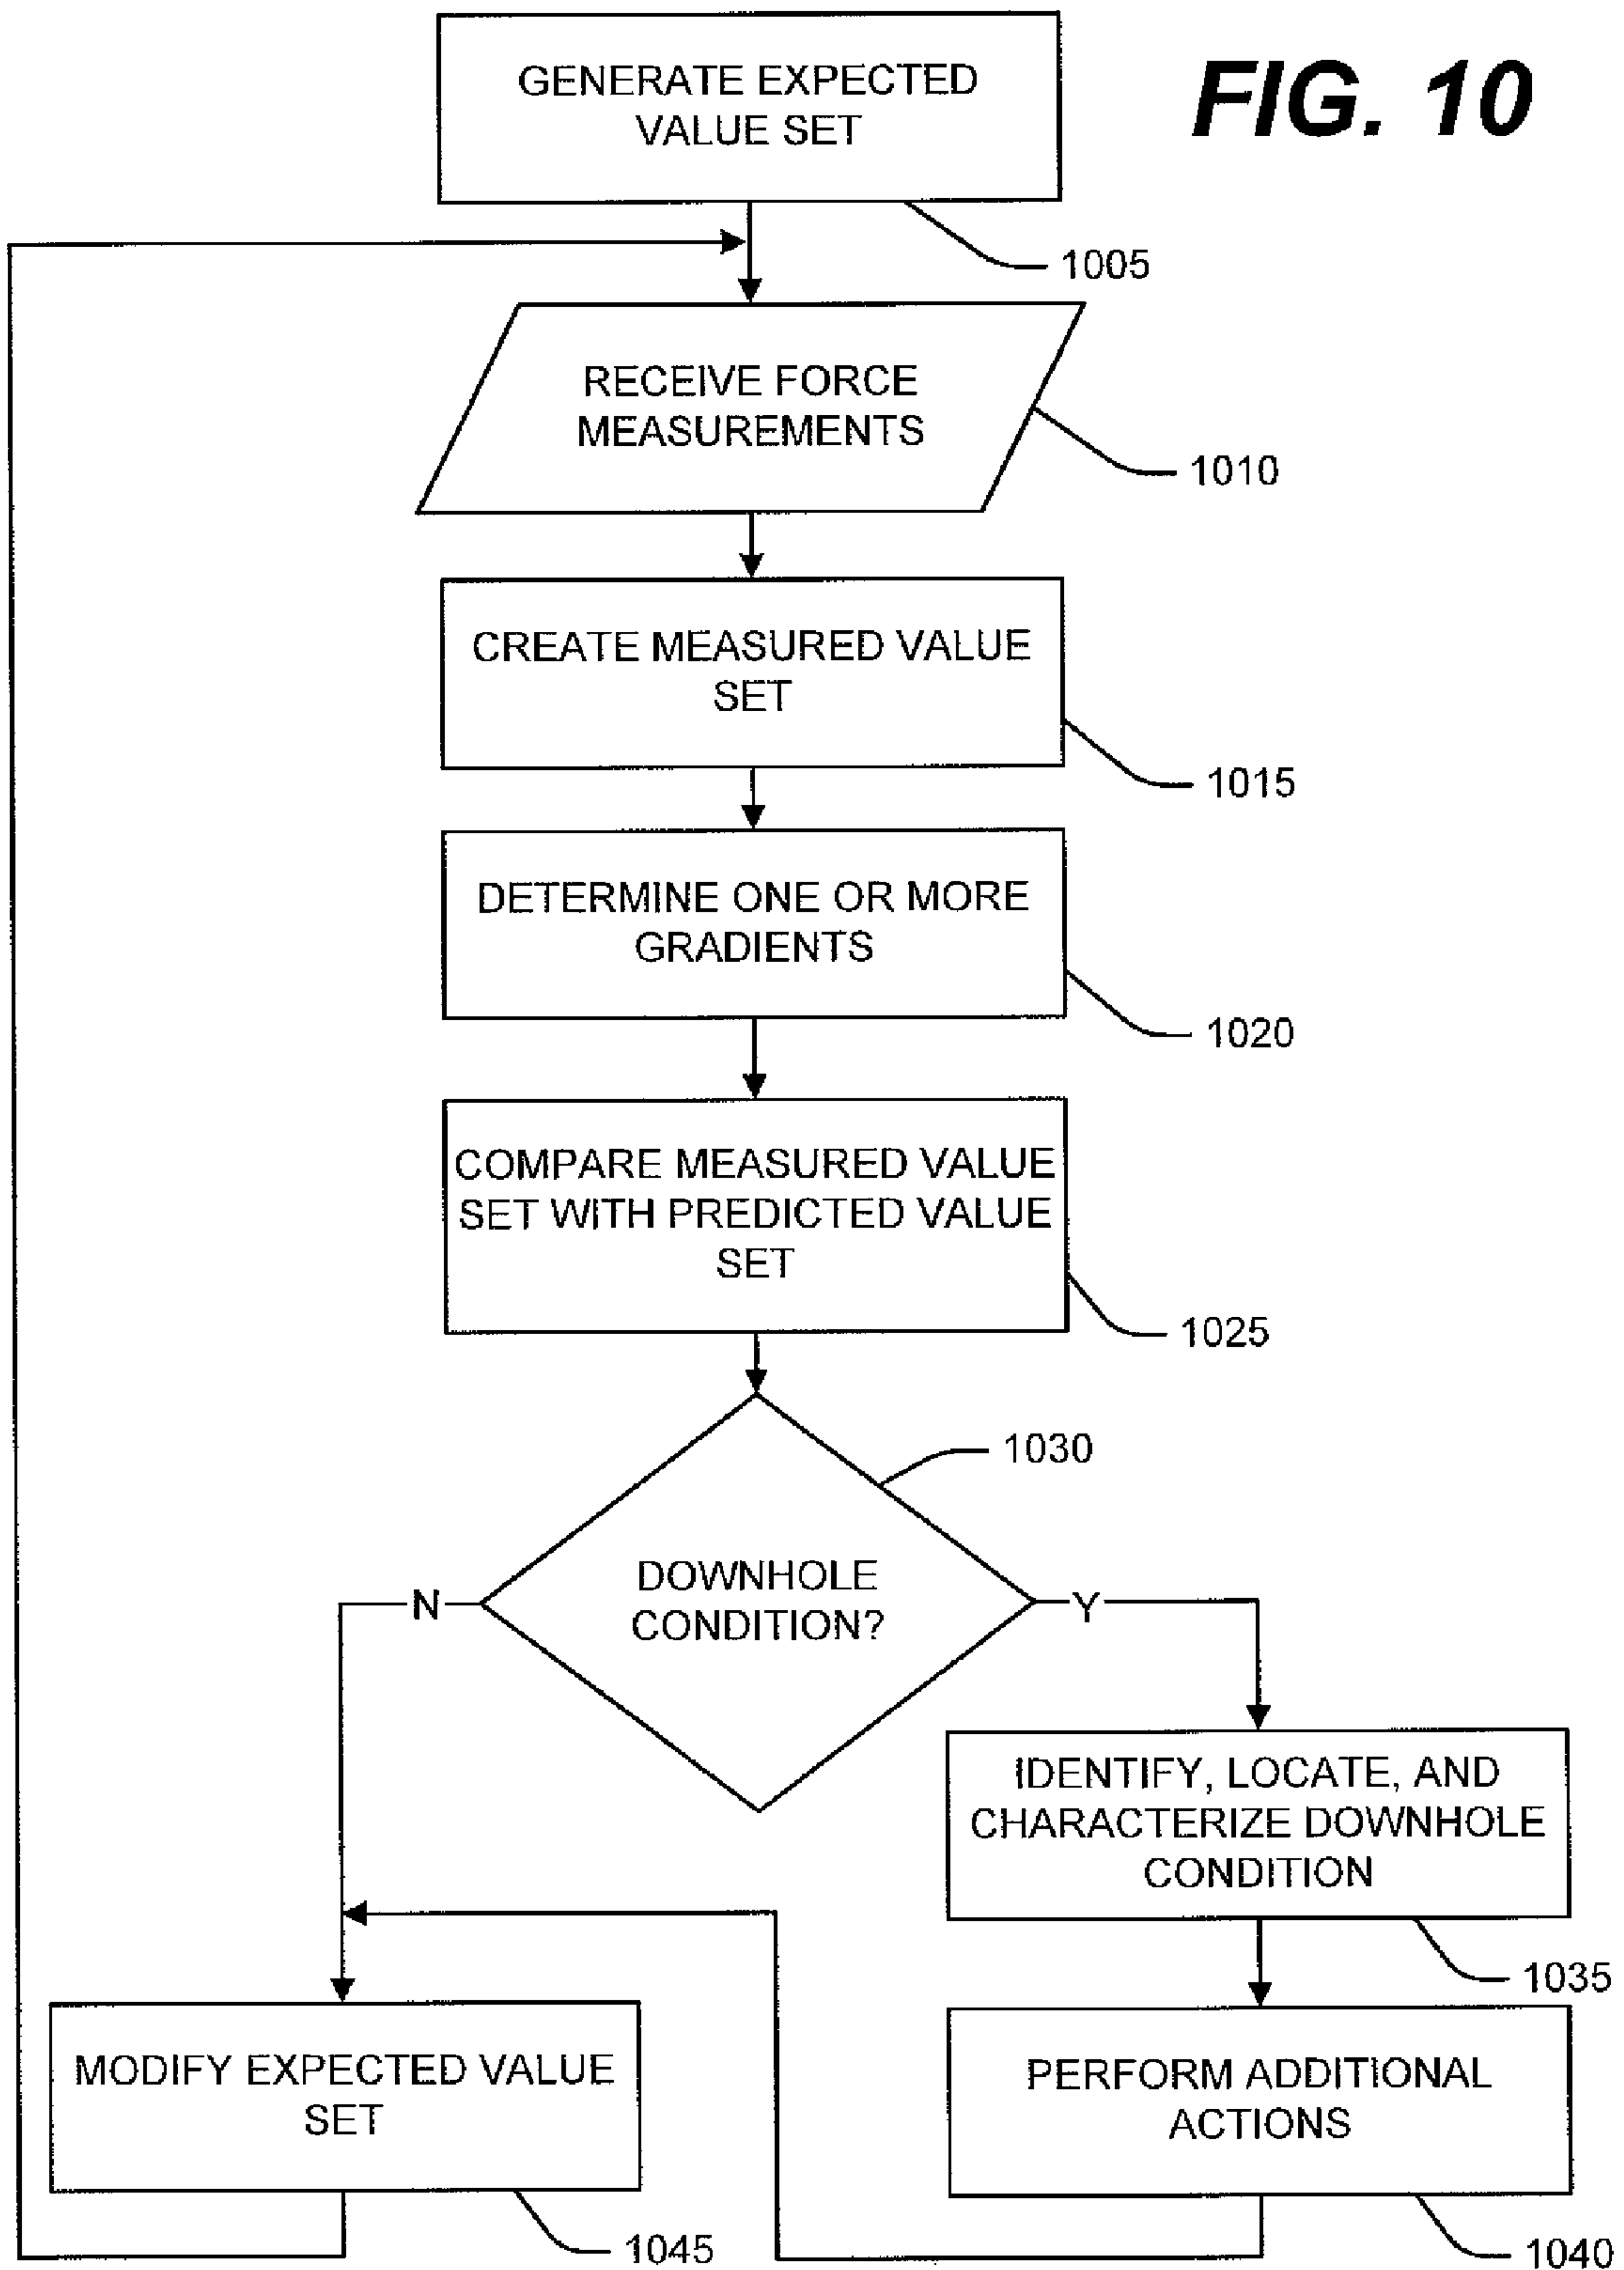 FIG. 10
GENERATE EXPECTED
VALUE SET
1005
RECEIVE FORCE
MEASUREMENTS
1010
CREATE MEASURED VALUE
SET
1015
DETERMINE ONE OR MORE
GRADIENTS
1020
COMPARE MEASURED VALUE
SET WITH PREDICTED VALUE
SET
1025
1030
DOWNHOLE
CONDITION?
N
Y
IDENTIFY, LOCATE, AND
CHARACTERIZE DOWNHOLE
CONDITION
1035
MODIFY EXPECTED VALUE
SET
1045
PERFORM ADDITIONAL
ACTIONS
1040